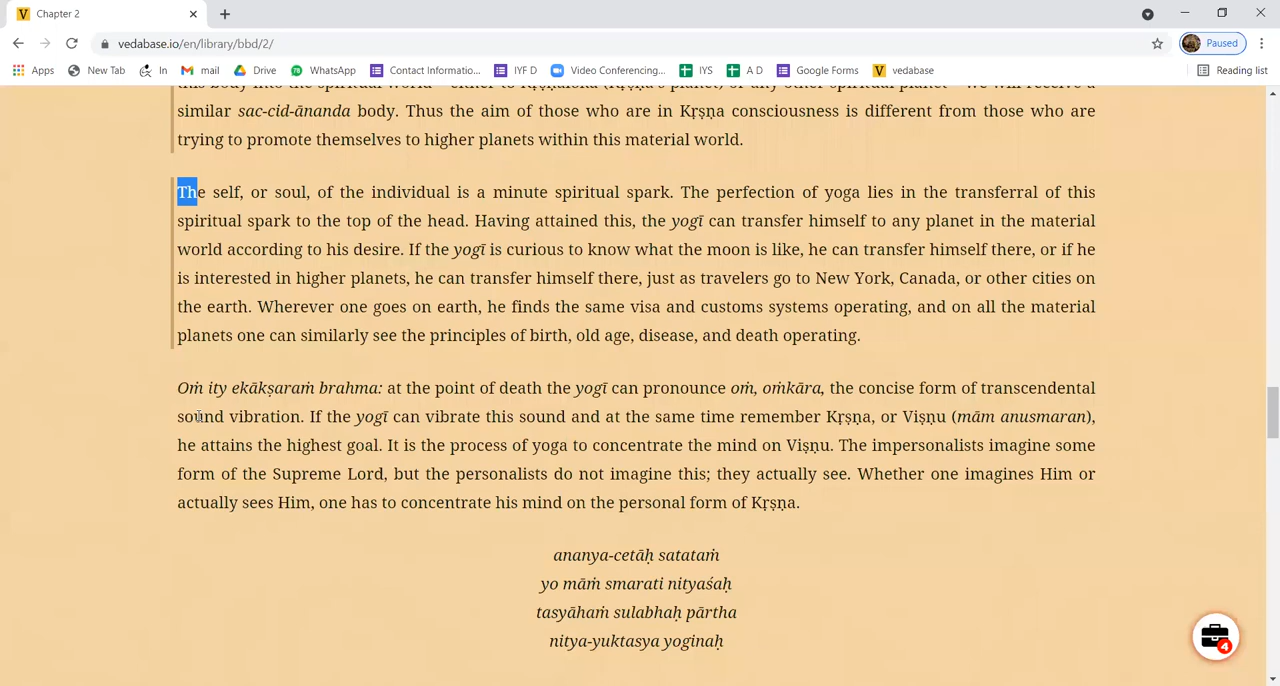 Chapter 2
vedabase.io/en/library/bbd/2/
Paused
Apps New Tab In mail Drive WhatsApp Contact Informatio... IYF D Video Conferencing... IYS A D Google Forms vedabase Reading list
similar sac-cid-ānanda body. Thus the aim of those who are in Kṛṣṇa consciousness is different from those who are
trying to promote themselves to higher planets within this material world.
The self, or soul, of the individual is a minute spiritual spark. The perfection of yoga lies in the transferral of this
spiritual spark to the top of the head. Having attained this, the yogī can transfer himself to any planet in the material
world according to his desire. If the yogī is curious to know what the moon is like, he can transfer himself there, or if he
is interested in higher planets, he can transfer himself there, just as travelers go to New York, Canada, or other cities on
the earth. Wherever one goes on earth, he finds the same visa and customs systems operating, and on all the material
planets one can similarly see the principles of birth, old age, disease, and death operating.
Oṁ ity ekākṣaraṁ brahma: at the point of death the yogī can pronounce oṁ, oṁkāra, the concise form of transcendental
sound vibration. If the yogī can vibrate this sound and at the same time remember Kṛṣṇa, or Viṣṇu (mām anusmaran),
he attains the highest goal. It is the process of yoga to concentrate the mind on Viṣṇu. The impersonalists imagine some
form of the Supreme Lord, but the personalists do not imagine this; they actually see. Whether one imagines Him or
actually sees Him, one has to concentrate his mind on the personal form of Kṛṣṇa.
ananya-cetāḥ satataṁ
yo māṁ smarati nityaśaḥ
tasyāhaṁ sulabhaḥ pārtha
nitya-yuktasya yoginaḥ
4